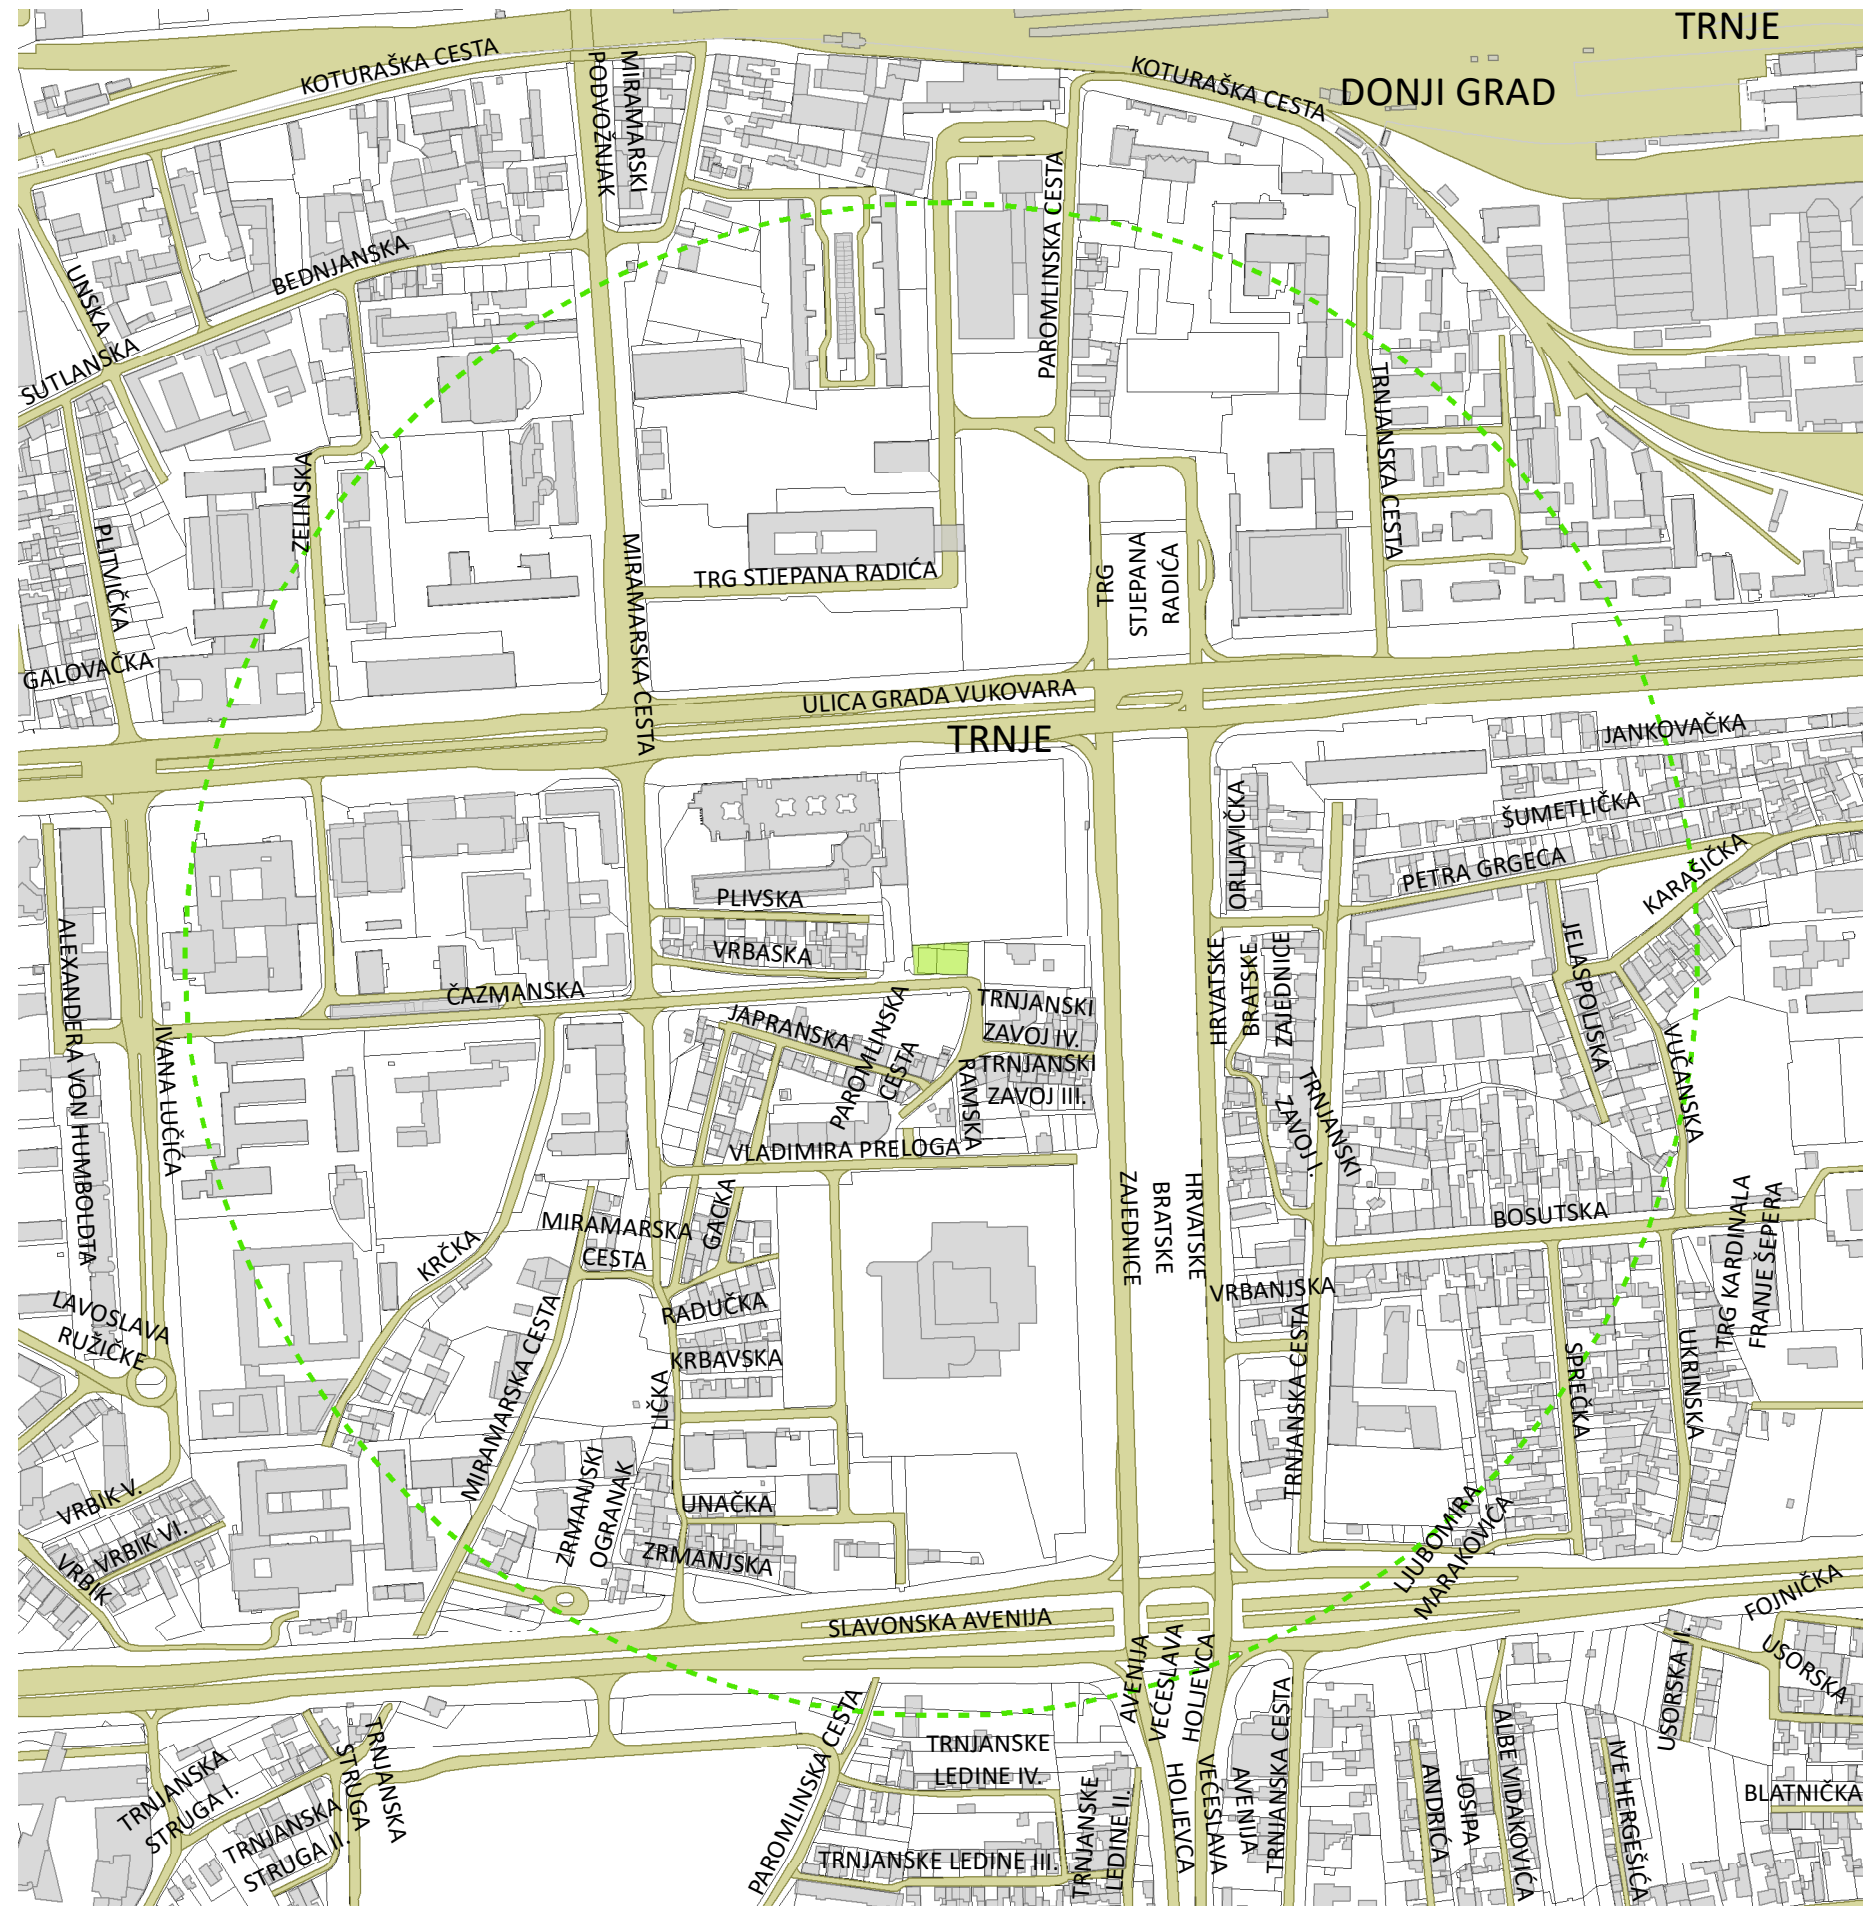 TRNJE
KOTURAŠKA CESTA
MIRAMARSKI
PODVOŽNJAK
KOTURAŠKA CESTA
DONJI GRAD
PAROMLINSKA CESTA
BEDNJANSKA
UNSKA
SUTLANSKA
TRNJANSKA CESTA
ZELINSKA
PLITVIČKA
MIRAMARSKA CESTA
TRG STJEPANA RADIĆA
TRG
STJEPANA
RADIĆA
GALOVAČKA
ULICA GRADA VUKOVARA
TRNJE
JANKOVAČKA
ORLJAVIČKA
ŠUMETLIČKA
PETRA GRGECA
KARAŠIČKA
PLIVSKA
VRBASKA
ALEXANDERA VON HUMBOLDTA
IVANA LUČIĆA
ČAZMANSKA
JAPRANSKA
PAROMLINSKA
CESTA
TRNJANSKI
ZAVOJ IV.
TRNJANSKI
ZAVOJ III.
RAMSKA
HRVATSKE
BRATSKE
ZAJEDNICE
JELASPOLJSKA
VUČANSKA
TRNJANSKI
ZAVOJ I.
VLADIMIRA PRELOGA
ZAJEDNICE
BRATSKE
HRVATSKE
BOSUTSKA
TRG KARDINALA
FRANJE ŠEPERA
MIRAMARSKA
CESTA
GACKA
KRČKA
VRBANJSKA
LAVOSLAVA
RUŽIČKE
RADUČKA
KRBAVSKA
MIRAMARSKA CESTA
LIČKA
TRNJANSKA CESTA
SPREČKA
UKRINSKA
ZRMANJSKI
OGRANAK
UNAČKA
ZRMANJSKA
VRBIK V.
VRBIK VI.
VRBIK
LJUBOMIRA
MARAKOVIĆA
FOJNIČKA
SLAVONSKA AVENIJA
AVENIJA
VEĆESLAVA
HOLJEVCA
USORSKA II.
USORSKA
PAROMLINSKA CESTA
TRNJANSKE
LEDINE IV.
TRNJANSKA CESTA
TRNJANSKA
STRUGA
TRNJANSKA
STRUGA I.
TRNJANSKA
STRUGA II.
TRNJANSKE
LEDINE II.
HOLJEVCA
VEĆESLAVA
AVENIJA
ANDRIĆA
JOSIPA
ALBE VIDAKOVIĆA
IVE HERGEŠIĆA
BLATNIČKA
TRNJANSKE LEDINE III.